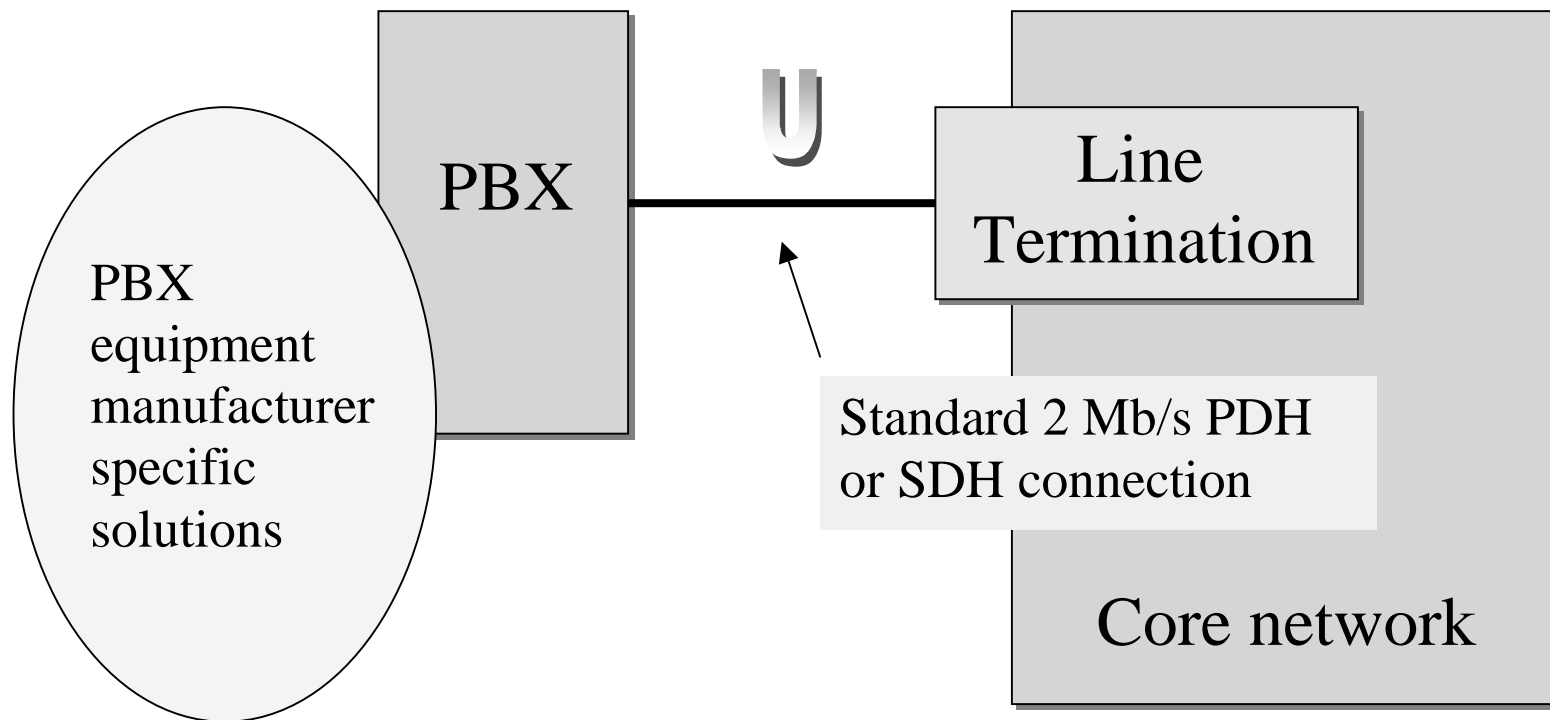 U
PBX
Line
Termination
PBX
equipment
manufacturer
specific
solutions
Standard 2 Mb/s PDH
or SDH connection
Core network